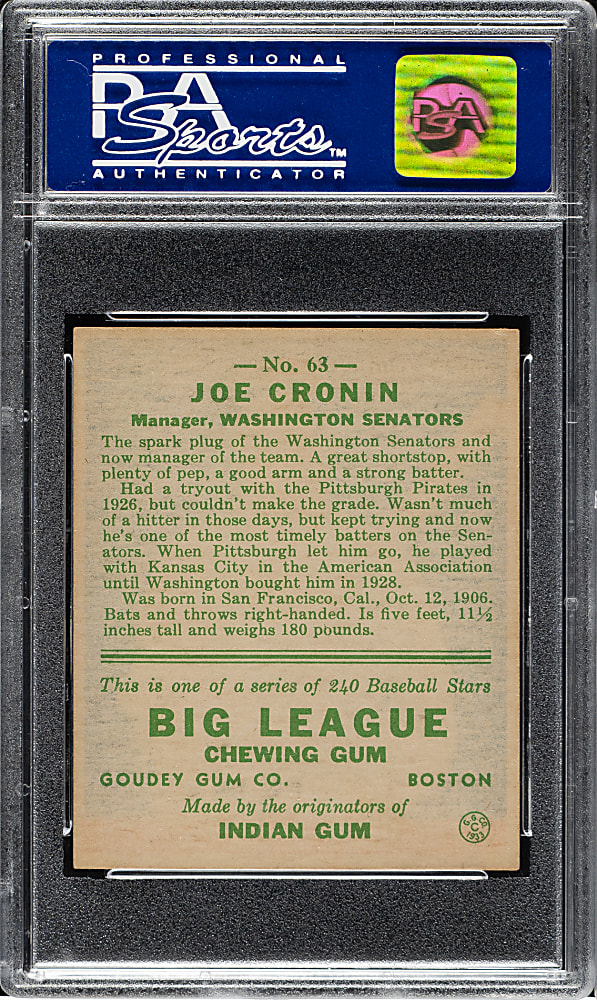 PROFESSIONAL
PSA
Sports™
AUTHENTICATOR
PSA
— No. 63 —
JOE CRONIN
Manager, WASHINGTON SENATORS
The spark plug of the Washington Senators and
now manager of the team. A great shortstop, with
plenty of pep, a good arm and a strong batter.
Had a tryout with the Pittsburgh Pirates in
1926, but couldn't make the grade. Wasn't much
of a hitter in those days, but kept trying and now
he's one of the most timely batters on the Sen-
ators. When Pittsburgh let him go, he played
with Kansas City in the American Association
until Washington bought him in 1928.
Was born in San Francisco, Cal., Oct. 12, 1906.
Bats and throws right-handed. Is five feet, 11½
inches tall and weighs 180 pounds.
This is one of a series of 240 Baseball Stars
BIG LEAGUE
CHEWING GUM
GOUDEY GUM CO. BOSTON
Made by the originators of
INDIAN GUM
G.G.CO.
C
1933